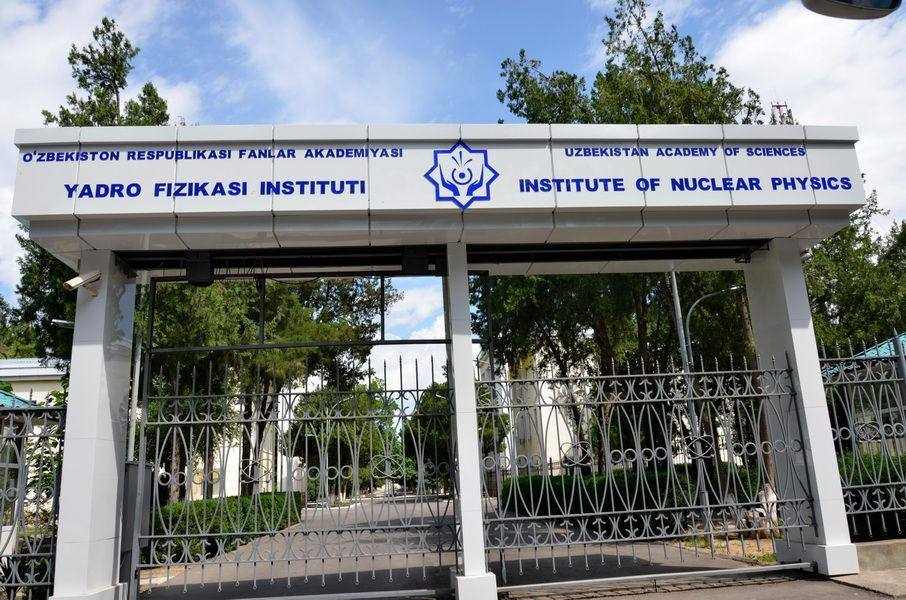 O'ZBEKISTON RESPUBLIKASI FANLAR AKADEMIYASI
YADRO FIZIKASI INSTITUTI
UZBEKISTAN ACADEMY OF SCIENCES
INSTITUTE OF NUCLEAR PHYSICS